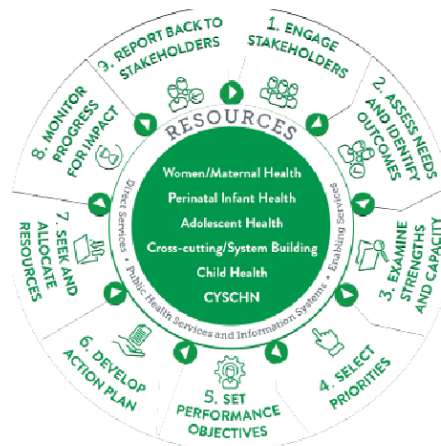 1. ENGAGE
STAKEHOLDERS
2. ASSESS NEEDS
AND IDENTIFY
OUTCOMES
3. EXAMINE
STRENGTHS
AND CAPACITY
4. SELECT
PRIORITIES
5. SET
PERFORMANCE
OBJECTIVES
6. DEVELOP
ACTION PLAN
7. SEEK AND
ALLOCATE
RESOURCES
8. MONITOR
PROGRESS
FOR IMPACT
9. REPORT BACK TO
STAKEHOLDERS
RESOURCES
Direct Services • Public Health Services and Information Systems • Enabling Services
Women/Maternal Health
Perinatal Infant Health
Adolescent Health
Cross-cutting/System Building
Child Health
CYSCHN